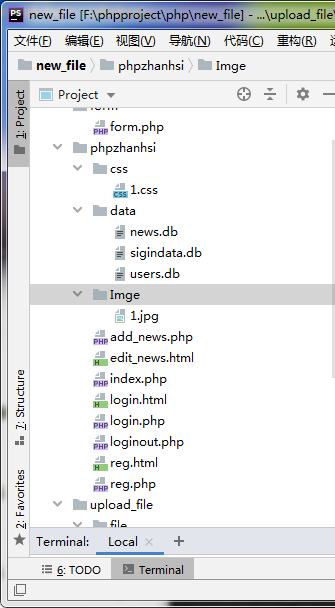 PS new_file [F:\phpproject\php\new_file] - ...\upload_file\
文件(F) 编辑(E) 视图(V) 导航(N) 代码(C) 重构(R)
new_file phpzhanhsi Imge
1: Project
Project
form
form.php
phpzhanhsi
css
1.css
data
news.db
sigindata.db
users.db
Imge
1.jpg
add_news.php
edit_news.html
index.php
login.html
login.php
loginout.php
reg.html
reg.php
upload_file
file
7: Structure
2: Favorites
Terminal: Local × +
6: TODO Terminal